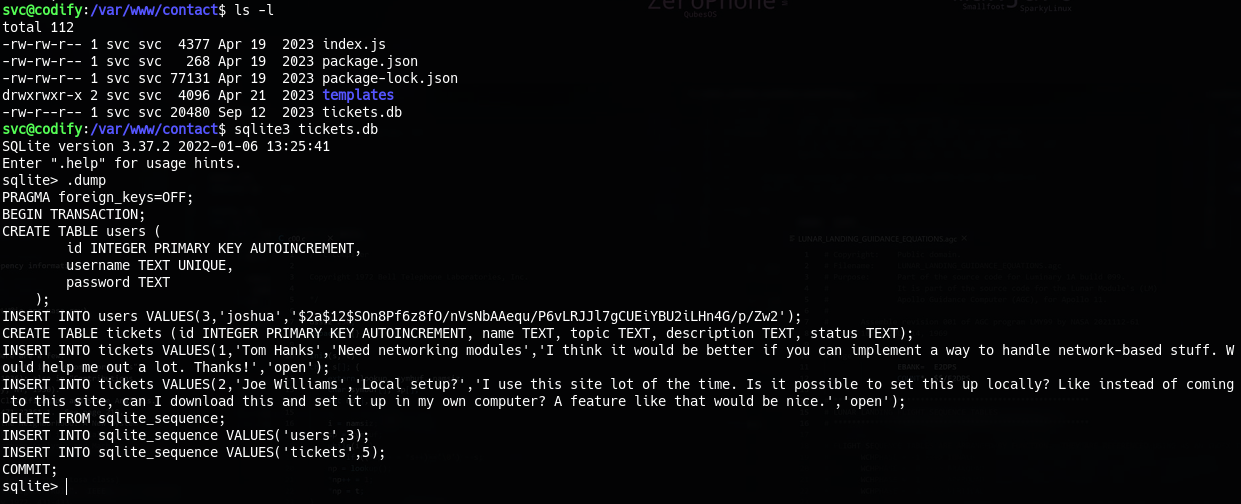 ZeroPhone
QubesOS
Smallfoot
SparkyLinux
svc@codify:/var/www/contact$ ls -l
total 112
-rw-rw-r-- 1 svc svc  4377 Apr 19  2023 index.js
-rw-rw-r-- 1 svc svc   268 Apr 19  2023 package.json
-rw-rw-r-- 1 svc svc 77131 Apr 19  2023 package-lock.json
drwxrwxr-x 2 svc svc  4096 Apr 21  2023 templates
-rw-r--r-- 1 svc svc 20480 Sep 12  2023 tickets.db
svc@codify:/var/www/contact$ sqlite3 tickets.db
SQLite version 3.37.2 2022-01-06 13:25:41
Enter ".help" for usage hints.
sqlite> .dump
PRAGMA foreign_keys=OFF;
BEGIN TRANSACTION;
CREATE TABLE users (
        id INTEGER PRIMARY KEY AUTOINCREMENT,
        username TEXT UNIQUE,
        password TEXT
    );
INSERT INTO users VALUES(3,'joshua','$2a$12$SOn8Pf6z8fO/nVsNbAAequ/P6vLRJJl7gCUEiYBU2iLHn4G/p/Zw2');
CREATE TABLE tickets (id INTEGER PRIMARY KEY AUTOINCREMENT, name TEXT, topic TEXT, description TEXT, status TEXT);
INSERT INTO tickets VALUES(1,'Tom Hanks','Need networking modules','I think it would be better if you can implement a way to handle network-based stuff. W
ould help me out a lot. Thanks!','open');
INSERT INTO tickets VALUES(2,'Joe Williams','Local setup?','I use this site lot of the time. Is it possible to set this up locally? Like instead of coming
 to this site, can I download this and set it up in my own computer? A feature like that would be nice.','open');
DELETE FROM sqlite_sequence;
INSERT INTO sqlite_sequence VALUES('users',3);
INSERT INTO sqlite_sequence VALUES('tickets',5);
COMMIT;
sqlite>